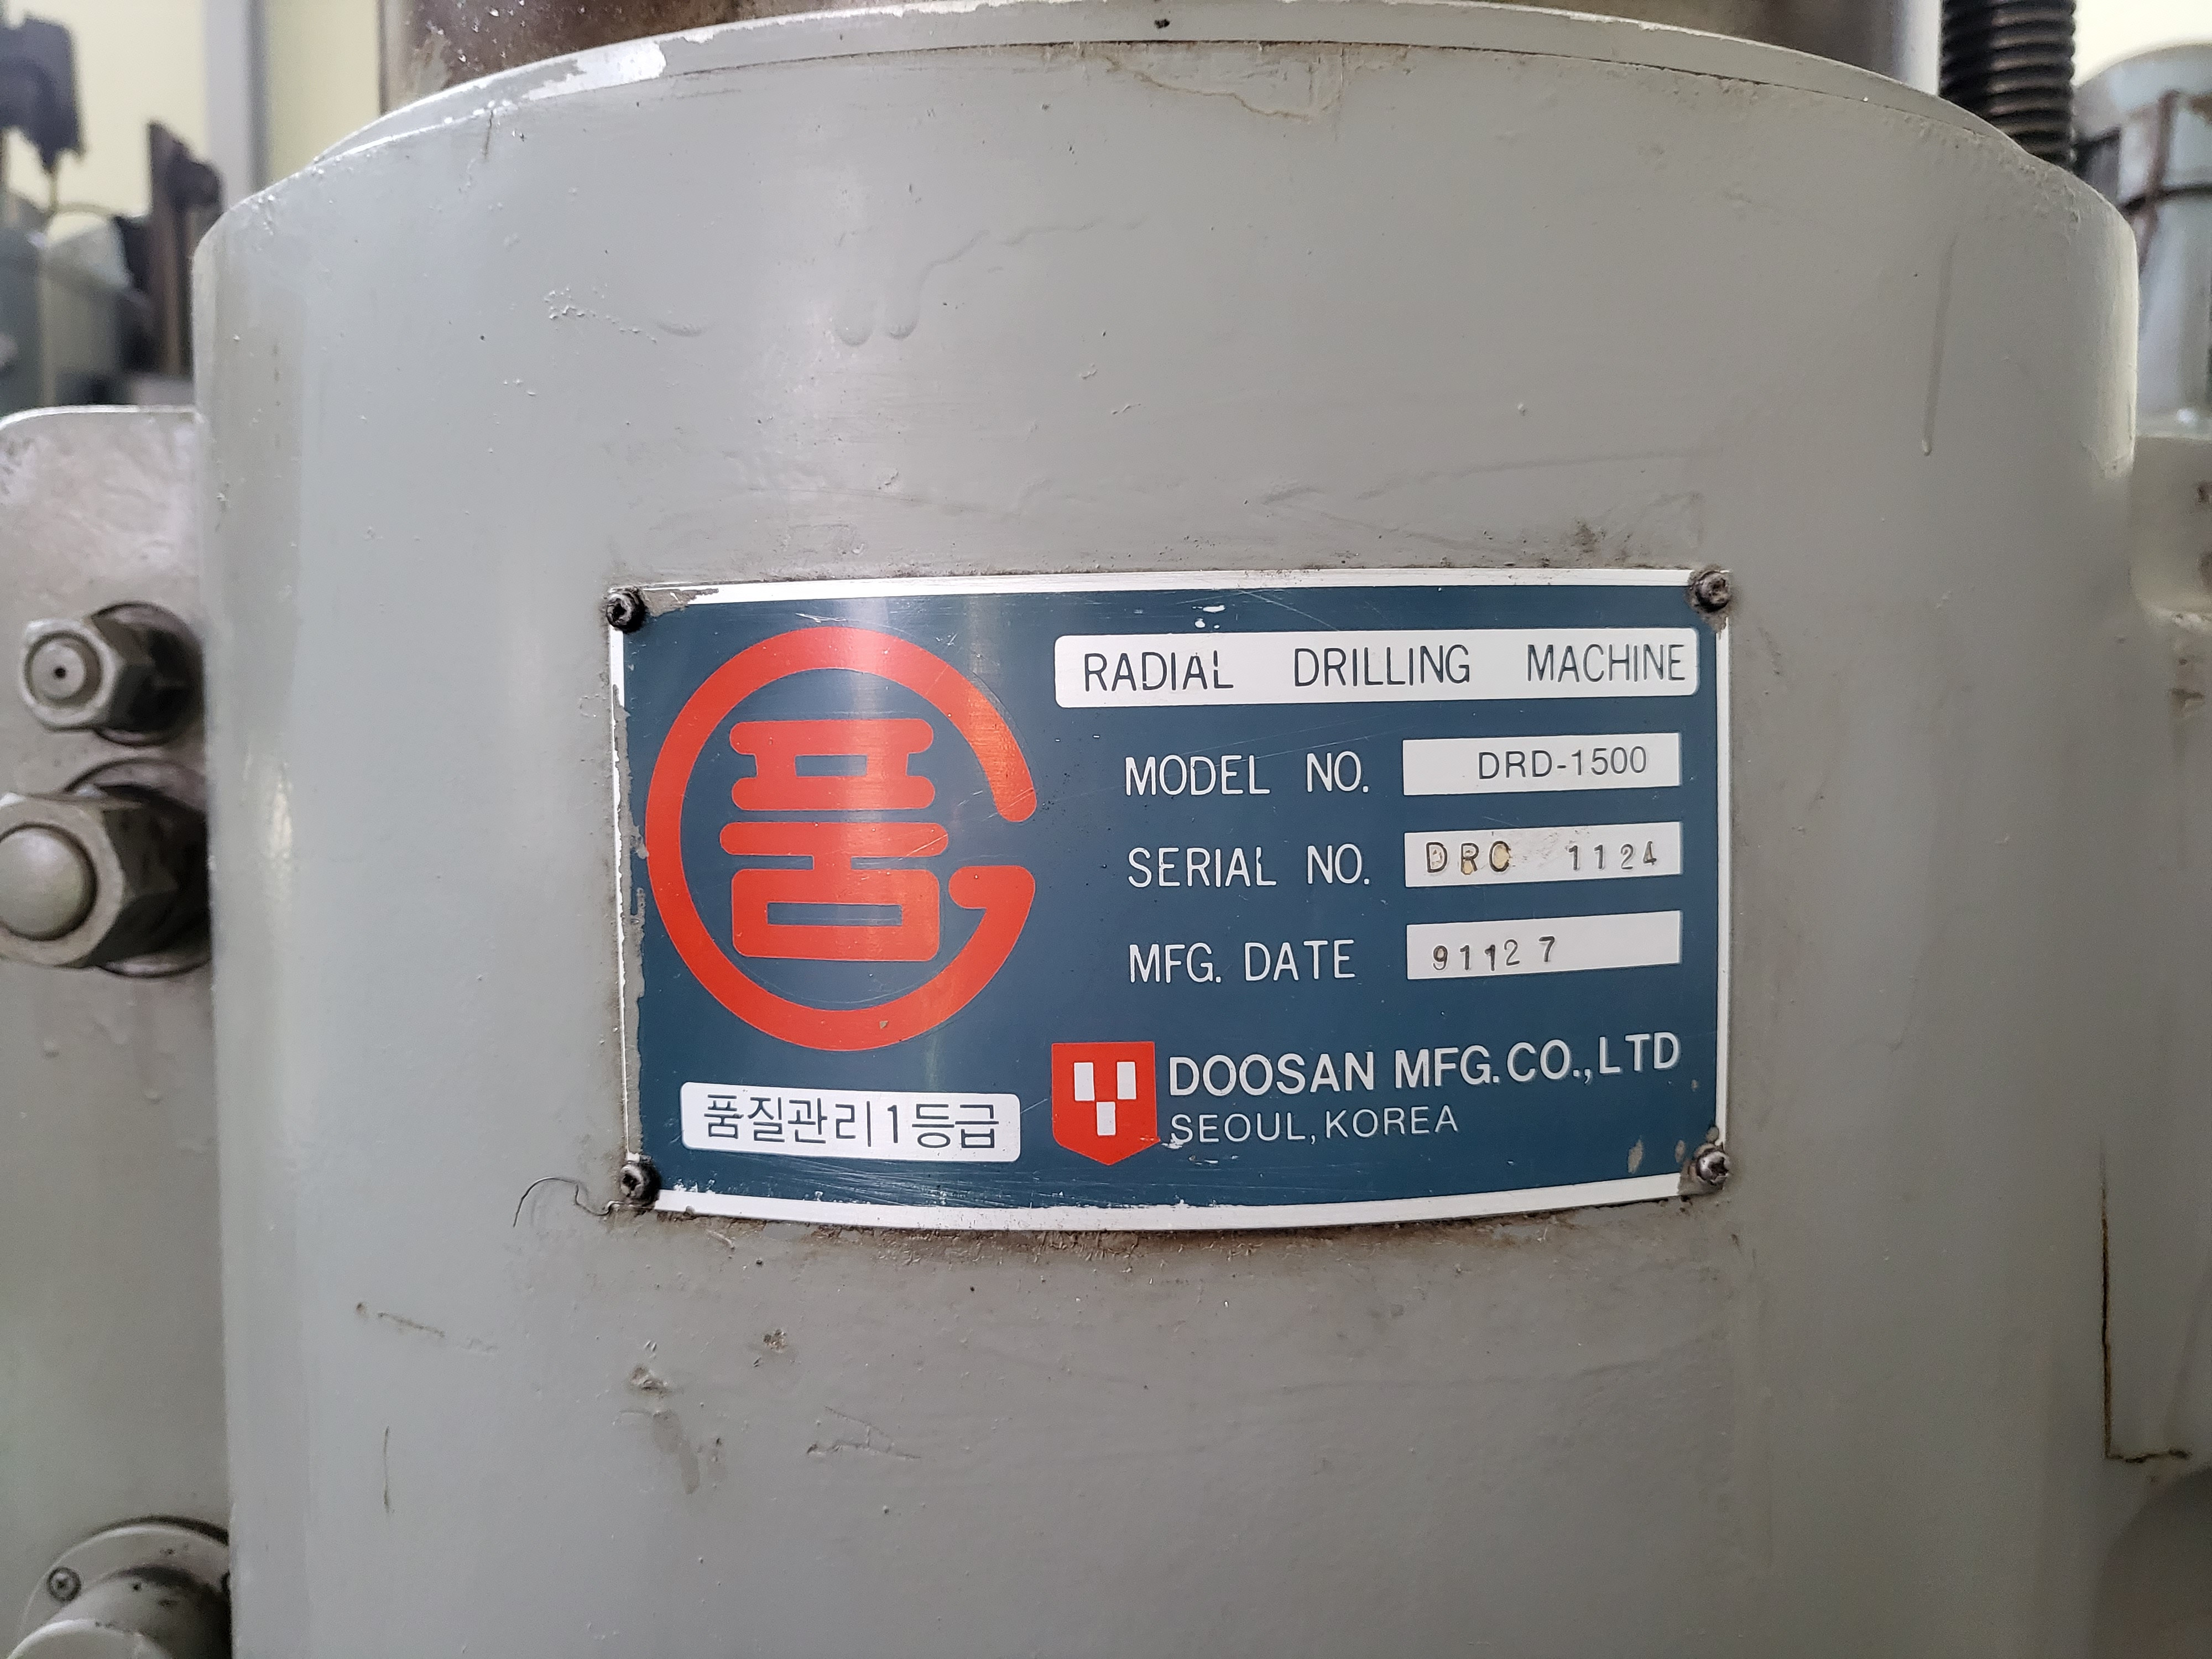 품
RADIAL DRILLING MACHINE
MODEL NO. DRD-1500
SERIAL NO. DRC 1124
MFG. DATE 9112 7
DOOSAN MFG. CO., LTD
SEOUL, KOREA
품질관리1등급